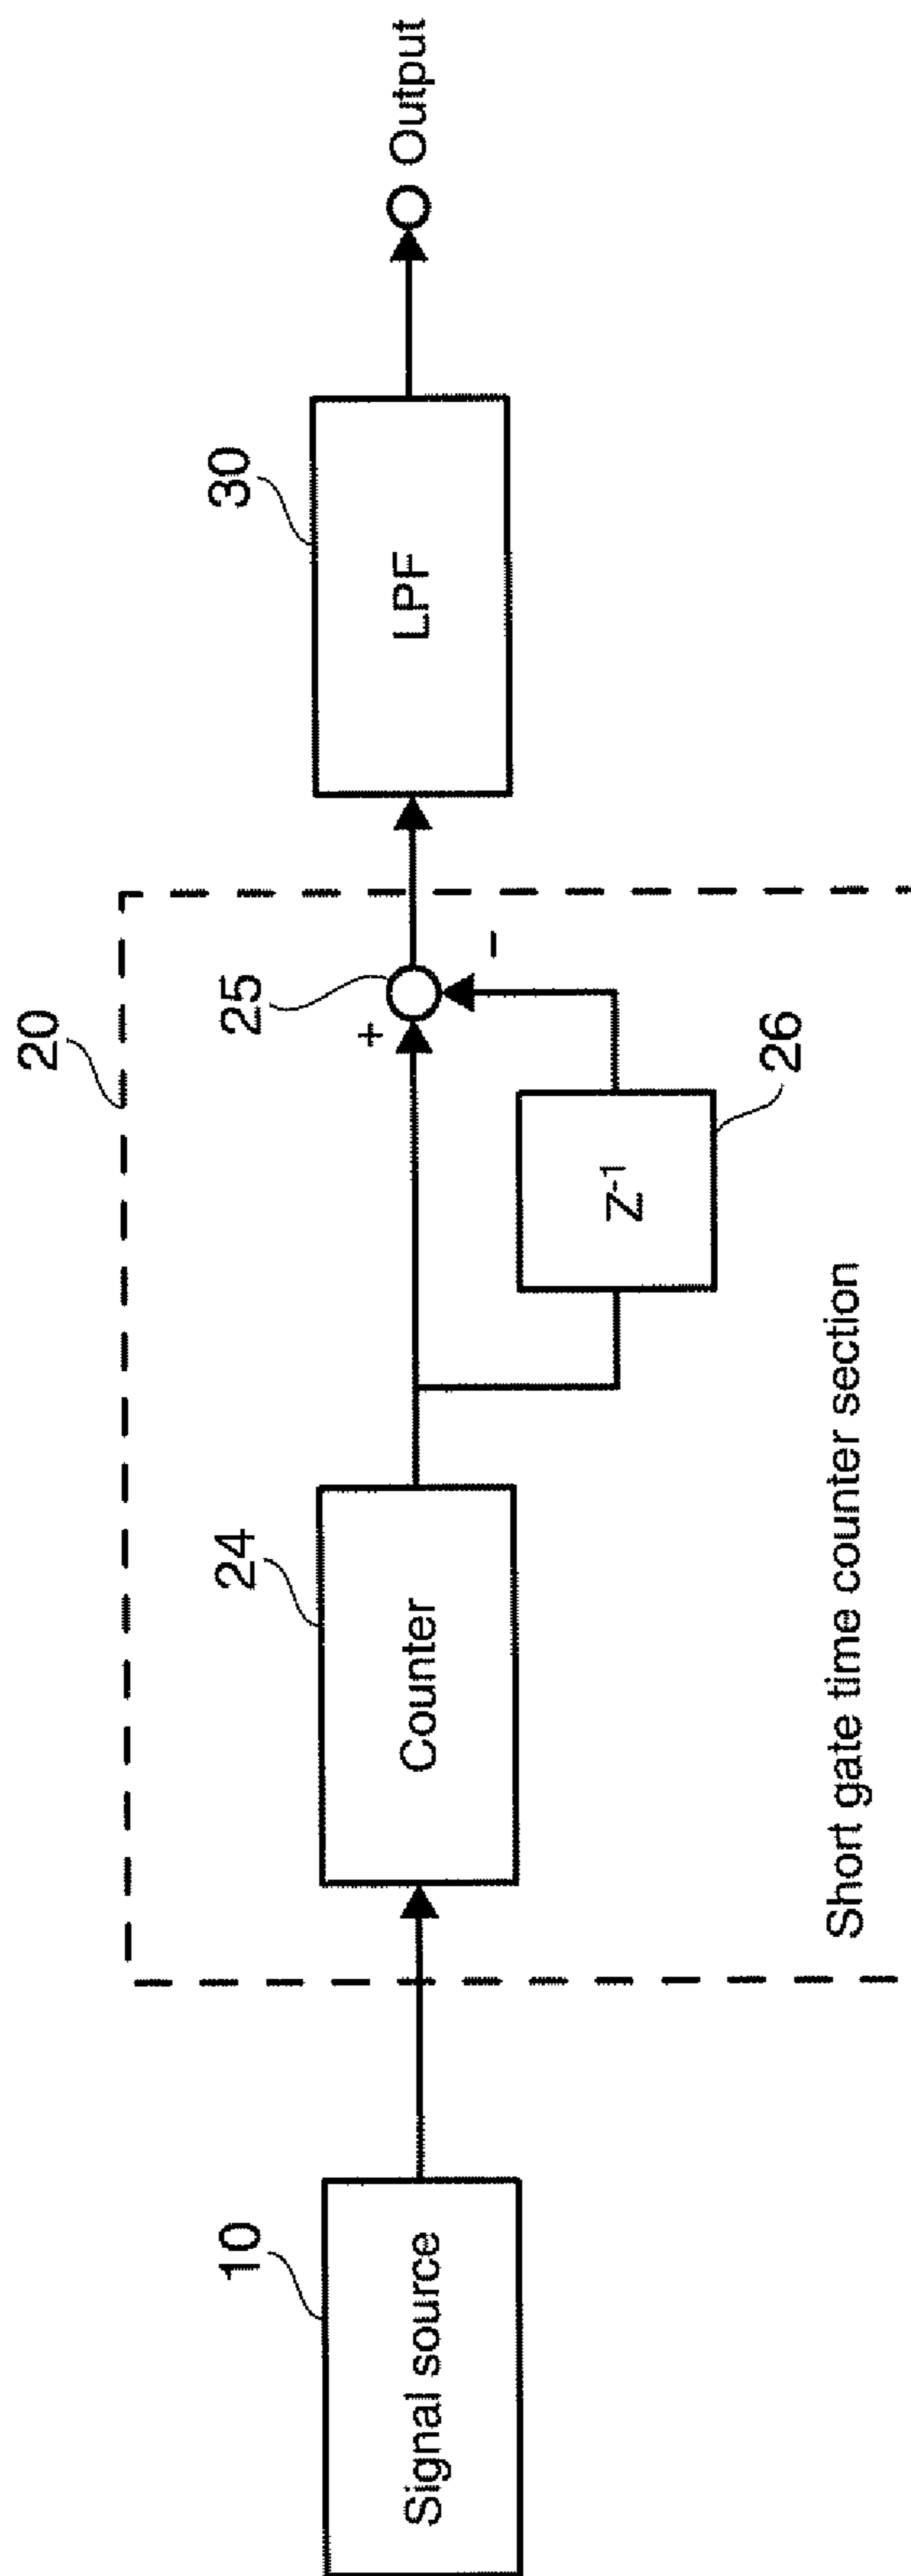 20
10
24
25
30
Signal source
Counter
+
-
LPF
Output
Z-1
26
Short gate time counter section